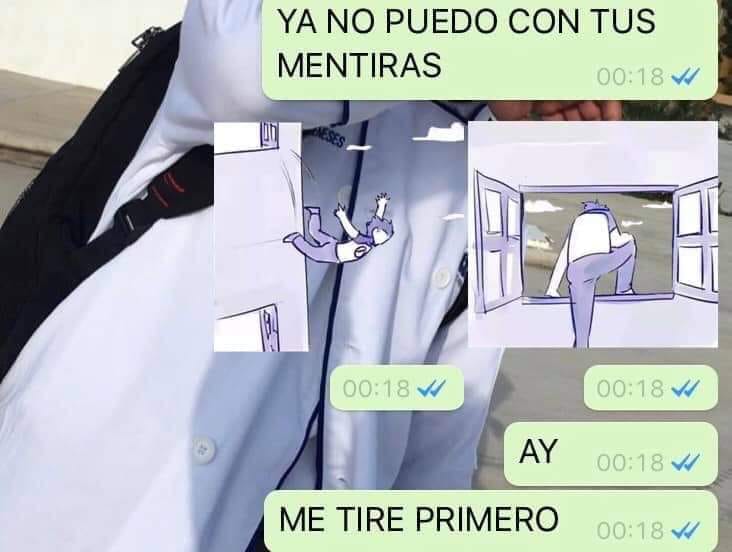 YA NO PUEDO CON TUS
MENTIRAS
00:18
00:18
00:18
AY
00:18
ME TIRE PRIMERO
00:18